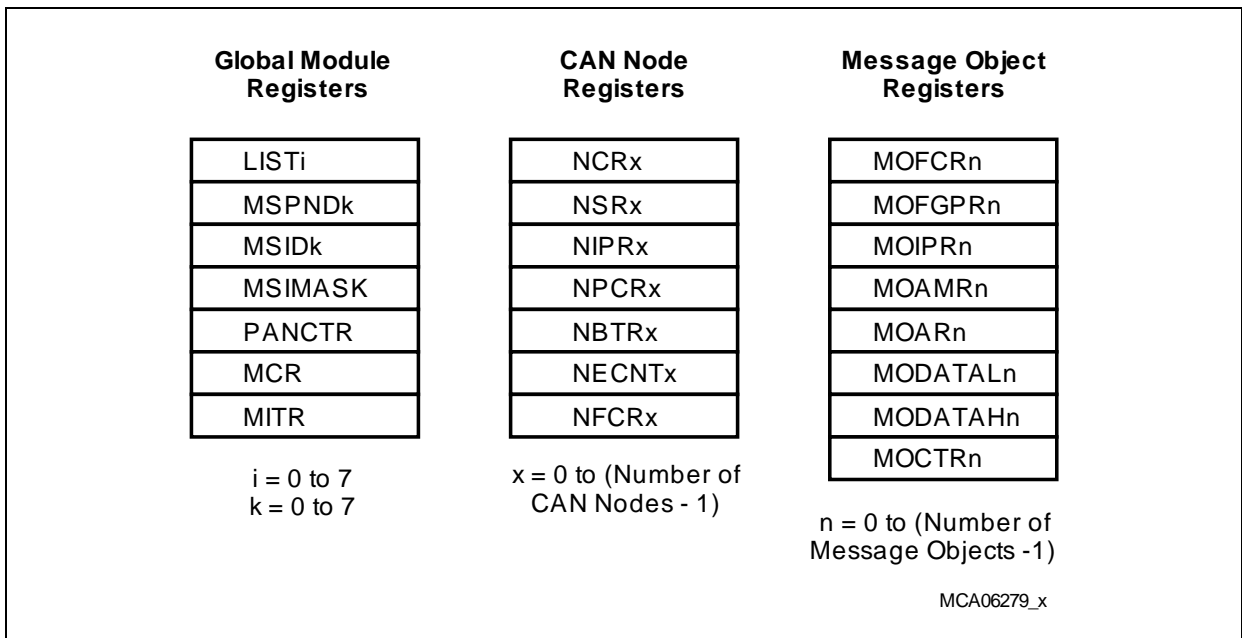 Global Module
Registers
LISTi
MSPNDk
MSIDk
MSIMASK
PANCTR
MCR
MITR
i = 0 to 7
k = 0 to 7
CAN Node
Registers
NCRx
NSRx
NIPRx
NPCRx
NBTRx
NECNTx
NFCRx
x = 0 to (Number of
CAN Nodes - 1)
Message Object
Registers
MOFCRn
MOFGPRn
MOIPRn
MOAMRn
MOARn
MODATALn
MODATAHn
MOCTRn
n = 0 to (Number of
Message Objects -1)
MCA06279_x